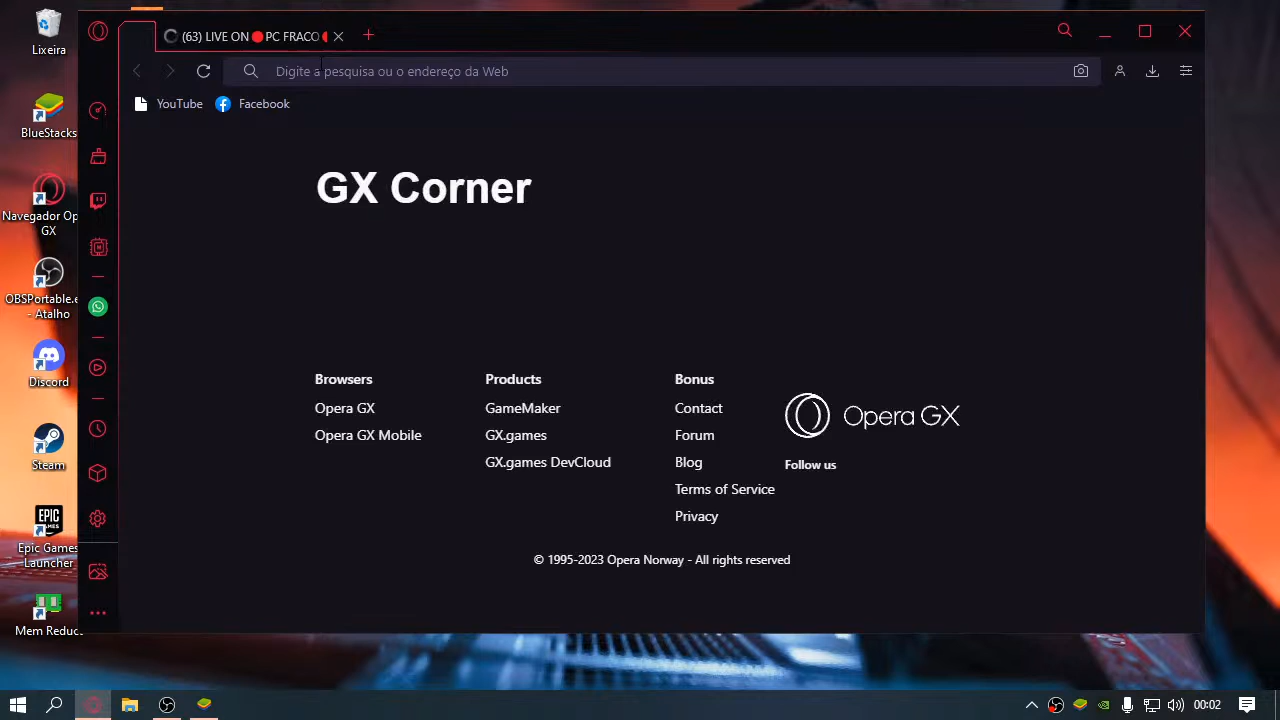 Lixeira
BlueStacks
Navegador Op
GX
OBSPortable.e
- Atalho
Discord
Steam
EPIC
GAMES
Epic Games
Launcher
Mem Reduct
(63) LIVE ON 🔴PC FRACO
Digite a pesquisa ou o endereço da Web
YouTube
Facebook
GX Corner
Browsers
Opera GX
Opera GX Mobile
Products
GameMaker
GX.games
GX.games DevCloud
Bonus
Contact
Forum
Blog
Terms of Service
Privacy
Opera GX
Follow us
© 1995-2023 Opera Norway - All rights reserved
00:02